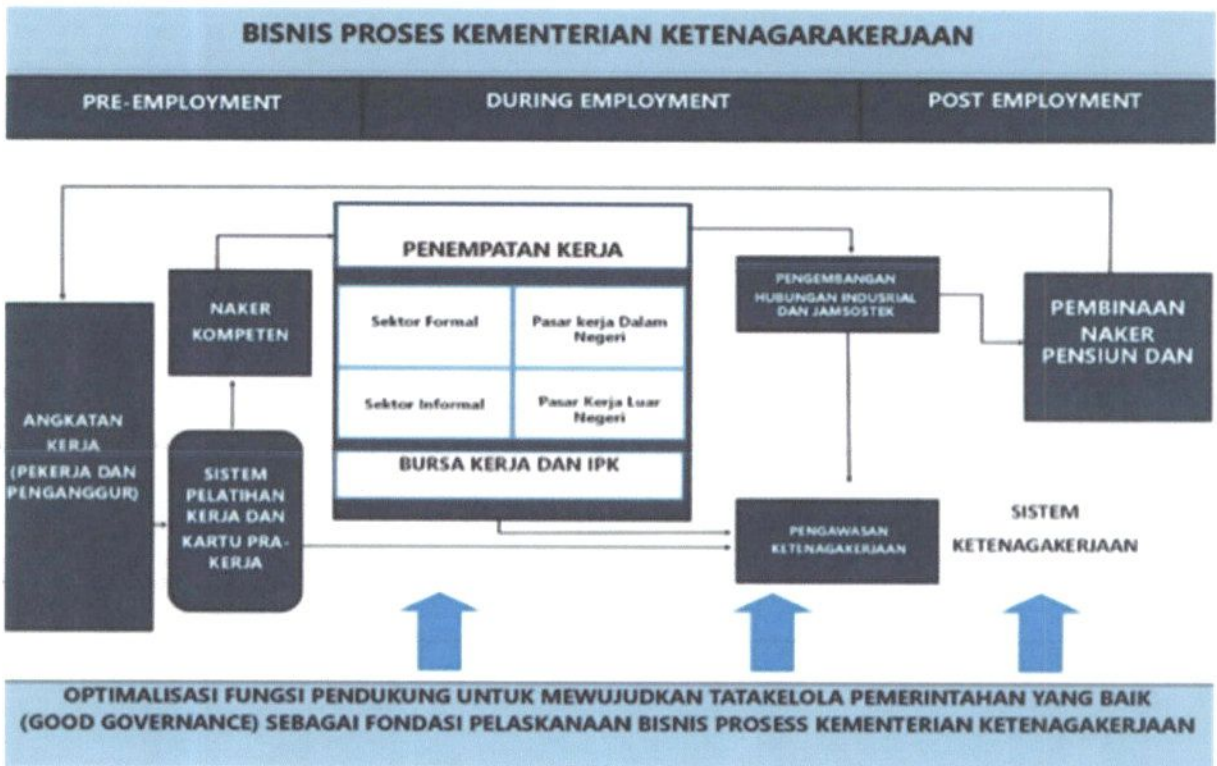 BISNIS PROSES KEMENTERIAN KETENAGARAKERJAAN
PRE-EMPLOYMENT
DURING EMPLOYMENT
POST EMPLOYMENT
ANGKATAN
KERJA
(PEKERJA DAN
PENGANGGUR)
NAKER
KOMPETEN
SISTEM
PELATIHAN
KERJA DAN
KARTU PRA-
KERJA
PENEMPATAN KERJA
Sektor Formal
Pasar kerja Dalam
Negeri
Sektor Informal
Pasar Kerja Luar
Negeri
BURSA KERJA DAN IPK
PENGEMBANGAN
HUBUNGAN INDUSRIAL
DAN JAMSOSTEK
PENGAWASAN
KETENAGAKERJAAN
PEMBINAAN
NAKER
PENSIUN DAN
SISTEM
KETENAGAKERJAAN
OPTIMALISASI FUNGSI PENDUKUNG UNTUK MEWUJUDKAN TATAKELOLA PEMERINTAHAN YANG BAIK
(GOOD GOVERNANCE) SEBAGAI FONDASI PELASKANAAN BISNIS PROSESS KEMENTERIAN KETENAGAKERJAAN